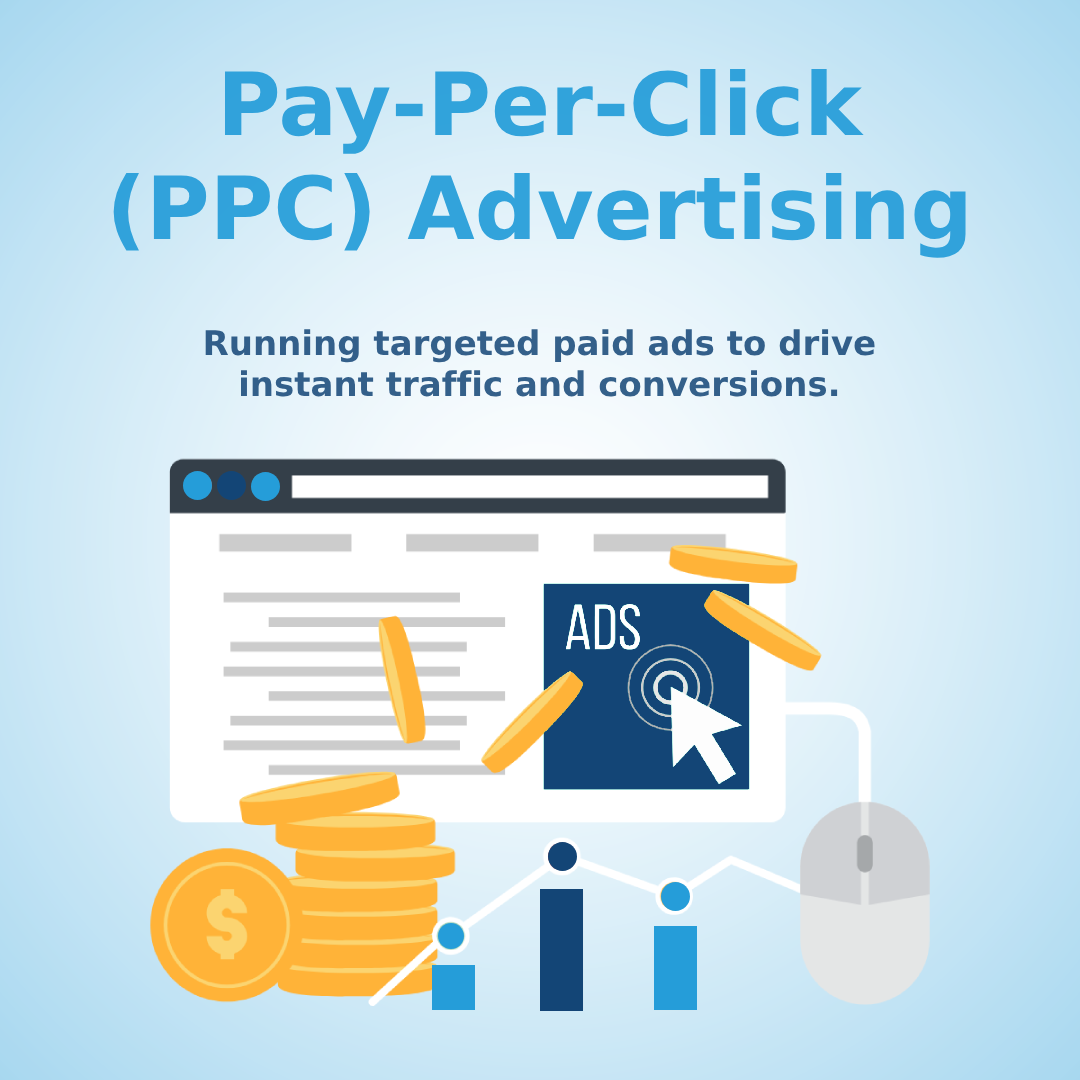 Pay-Per-Click
(PPC) Advertising
Running targeted paid ads to drive
instant traffic and conversions.
ADS
$